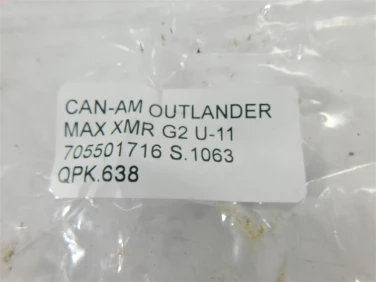 CAN-AM OUTLANDER
MAX XMR G2 U-11
705501716 S.1063
QPK.638